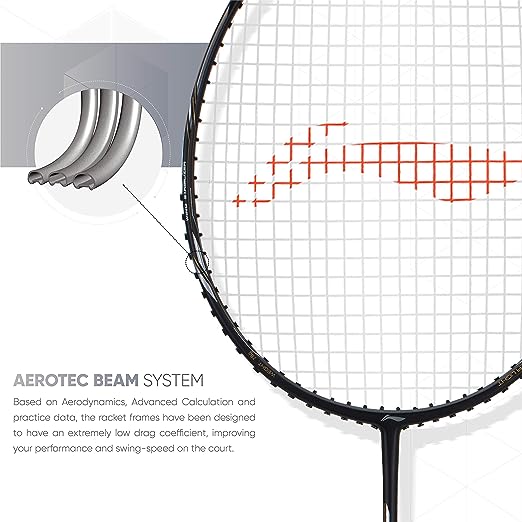 AEROTEC BEAM SYSTEM
Based on Aerodynamics, Advanced Calculation and
practice data, the racket frames have been designed
to have an extremely low drag coefficient, improving
your performance and swing-speed on the court.